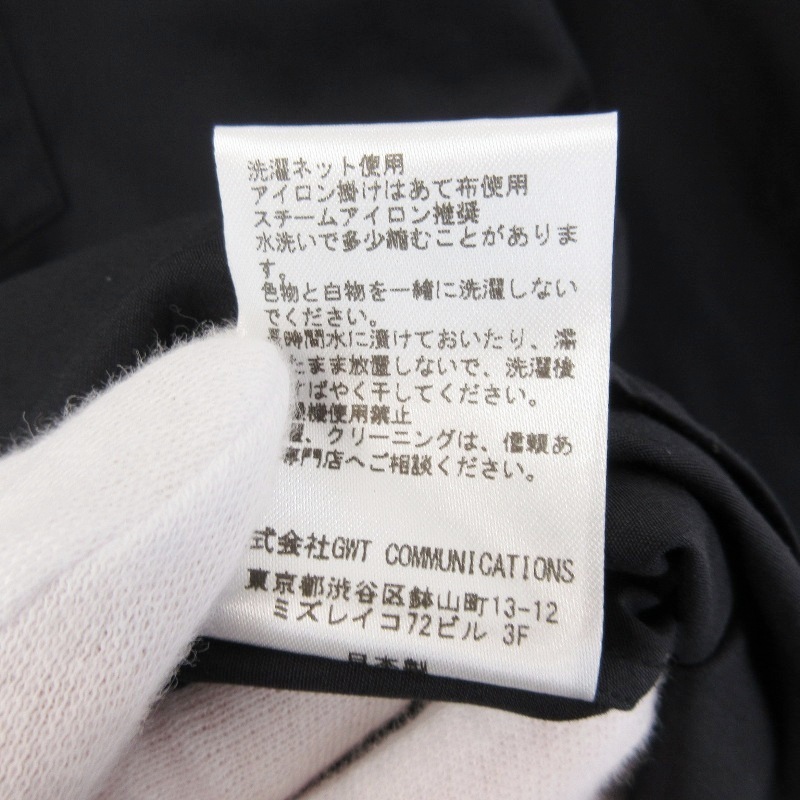 洗濯ネット使用
アイロン掛けはあて布使用
スチームアイロン推奨
水洗いで多少縮むことがありま
す。
色物と白物を一緒に洗濯しない
でください。
時間水に漬けておいたり、濡
たまま放置しないで、洗濯後
すばやく干してください。
機使用禁止
、クリーニングは、信頼あ
専門店へご相談ください。
式会社GWT COMMUNICATIONS
東京都渋谷区鉢山町13-12
ミズレイコ72ビル 3F
日本製